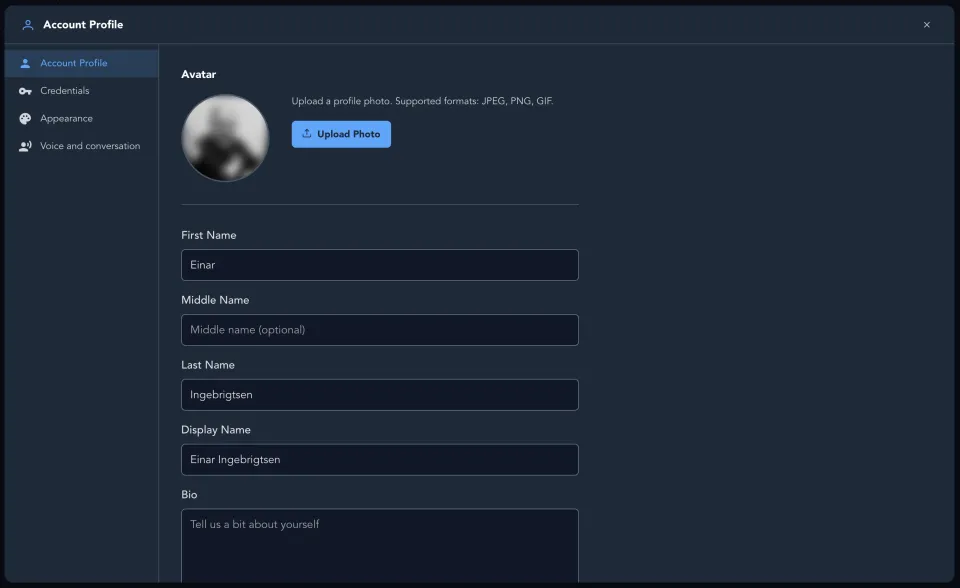 Account Profile
Account Profile
Credentials
Appearance
Voice and conversation
Avatar
Upload a profile photo. Supported formats: JPEG, PNG, GIF.
Upload Photo
First Name
Einar
Middle Name
Middle name (optional)
Last Name
Ingebrigtsen
Display Name
Einar Ingebrigtsen
Bio
Tell us a bit about yourself